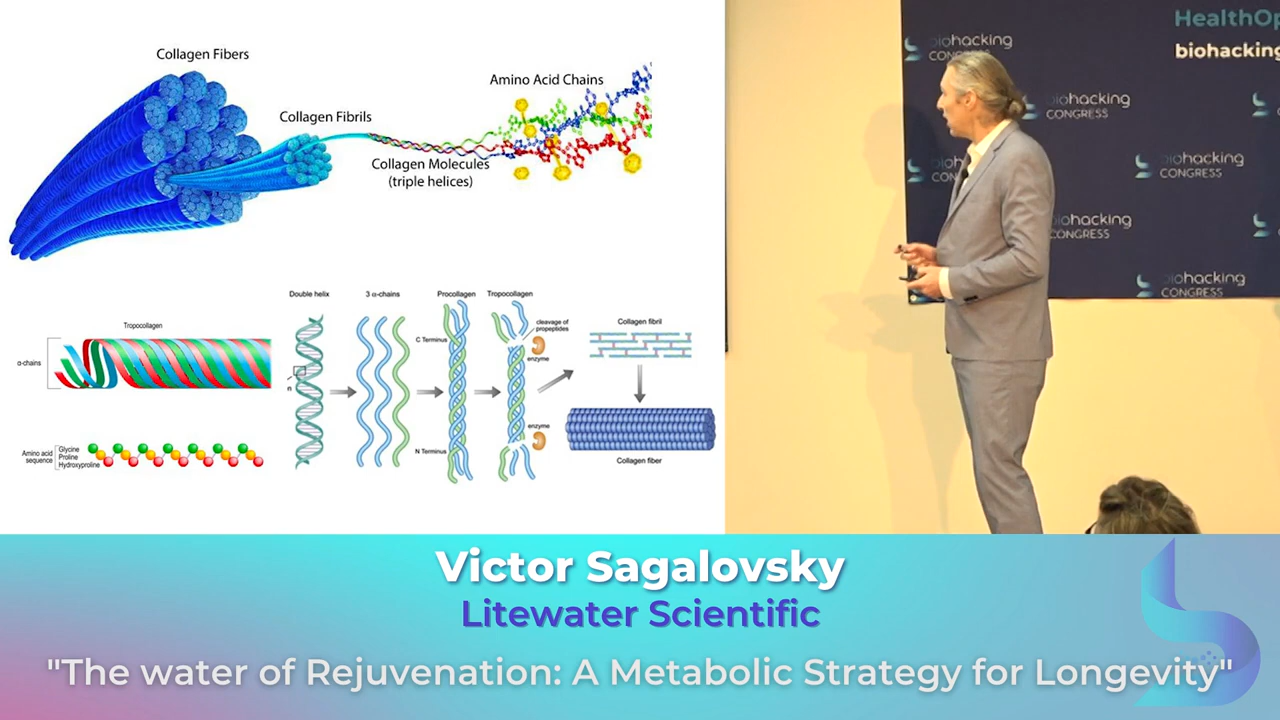 Collagen Fibers
Collagen Fibrils
Amino Acid Chains
Collagen Molecules
(triple helices)
Tropocollagen
α-chains
Amino acid
sequence
Glycine
Proline
Hydroxyproline
Double helix
3 α-chains
Procollagen
Tropocollagen
C Terminus
N Terminus
cleavage of
propeptides
enzyme
enzyme
Collagen fibril
Collagen fiber
n
HealthOp
biohacking
biohacking
CONGRESS
biohacking
CONGRESS
biohacking
CONGRESS
bioh
CON
biohacking
CONGRESS
biohacking
CONGRESS
Victor Sagalovsky
Litewater Scientific
"The water of Rejuvenation: A Metabolic Strategy for Longevity"